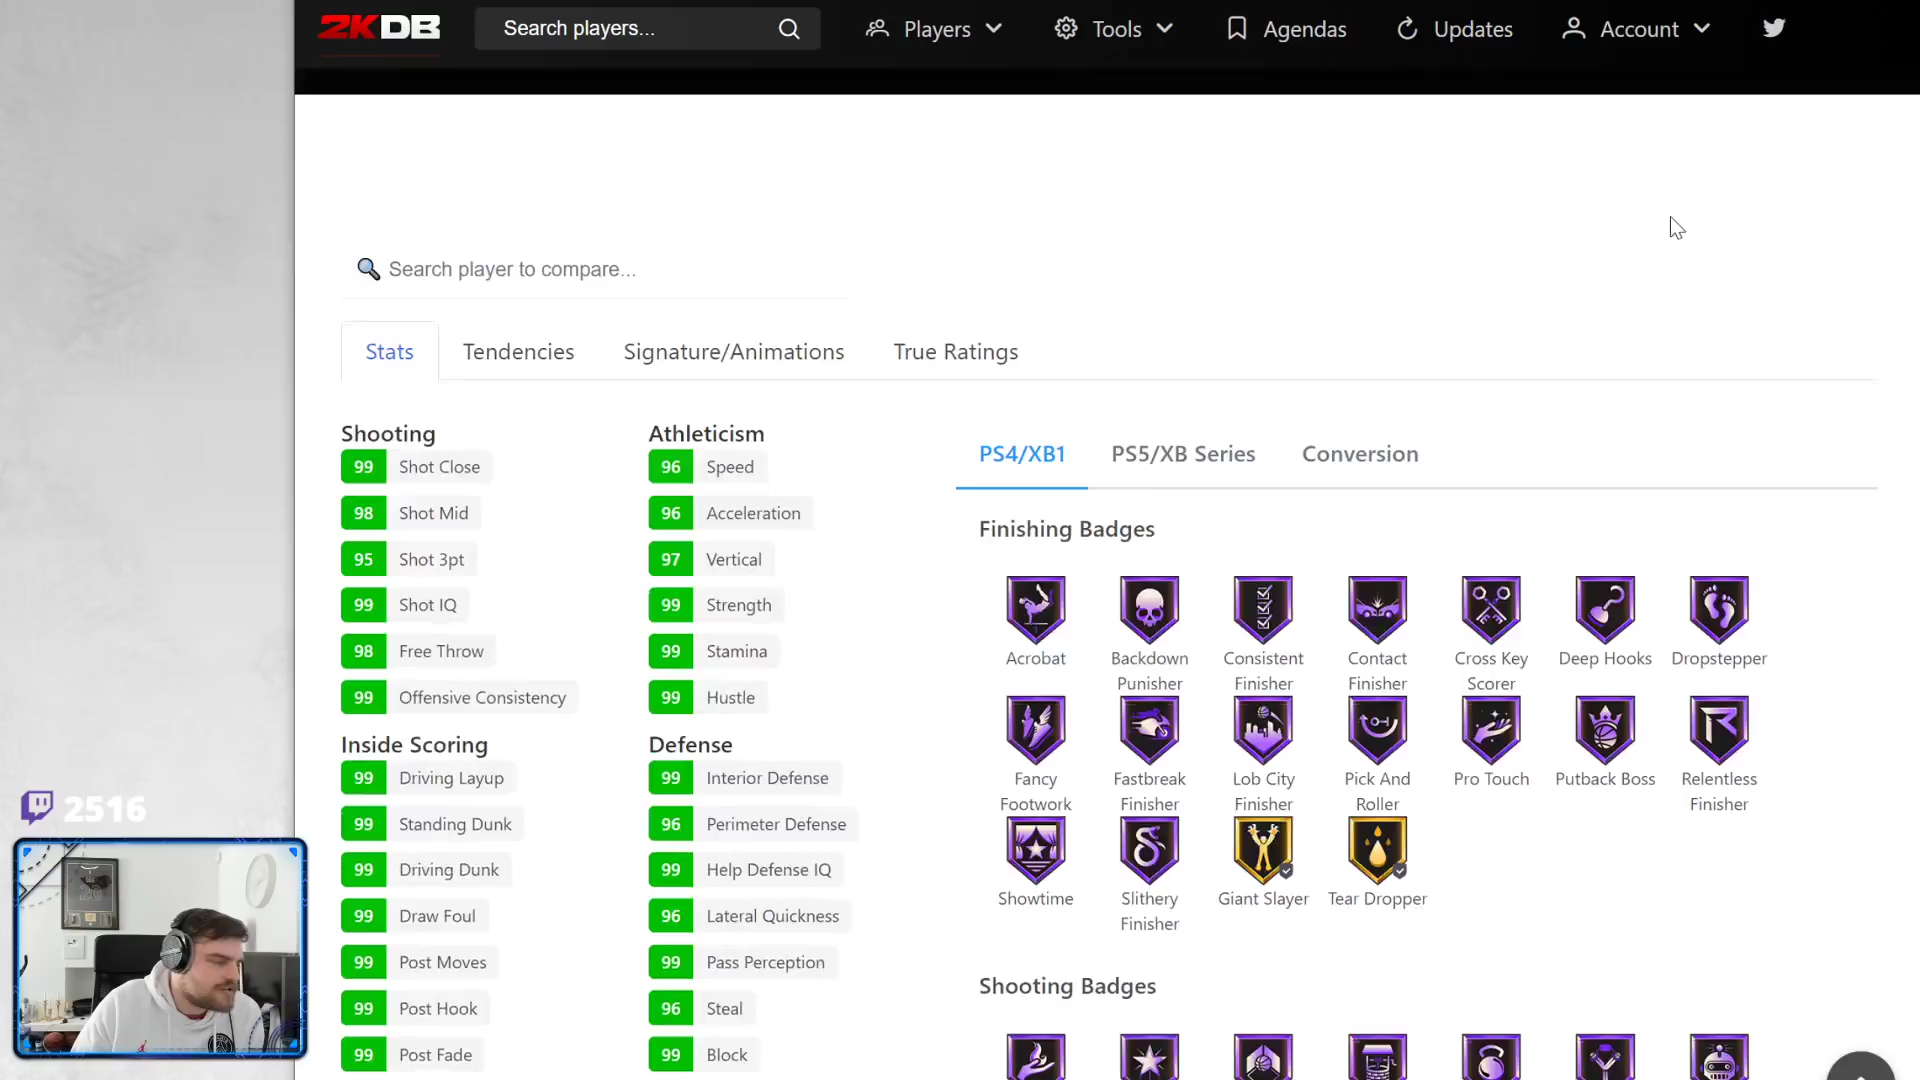 2KDB
Search players...
Players
Tools
Agendas
Updates
Account
Search player to compare...
Stats
Tendencies
Signature/Animations
True Ratings
Shooting
99 Shot Close
98 Shot Mid
95 Shot 3pt
99 Shot IQ
98 Free Throw
99 Offensive Consistency
Inside Scoring
99 Driving Layup
99 Standing Dunk
99 Driving Dunk
99 Draw Foul
99 Post Moves
99 Post Hook
99 Post Fade
Athleticism
96 Speed
96 Acceleration
97 Vertical
99 Strength
99 Stamina
99 Hustle
Defense
99 Interior Defense
96 Perimeter Defense
99 Help Defense IQ
96 Lateral Quickness
99 Pass Perception
96 Steal
99 Block
PS4/XB1
PS5/XB Series
Conversion
Finishing Badges
Acrobat
Backdown
Punisher
Consistent
Finisher
Contact
Finisher
Cross Key
Scorer
Deep Hooks
Dropstepper
Fancy
Footwork
Fastbreak
Finisher
Lob City
Finisher
Pick And
Roller
Pro Touch
Putback Boss
Relentless
Finisher
Showtime
Slithery
Finisher
Giant Slayer
Tear Dropper
Shooting Badges
2516